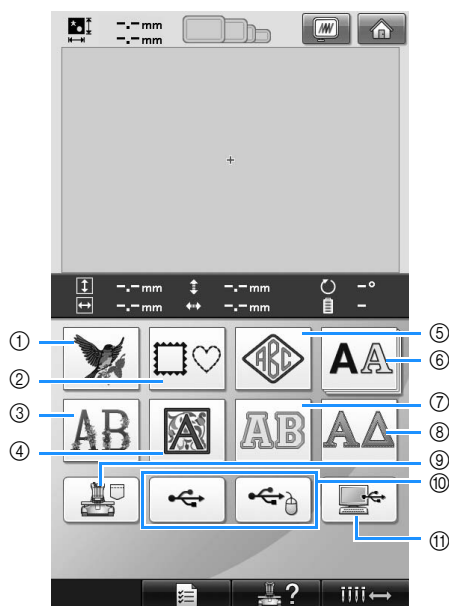 -.- mm
-.- mm
-.- mm -.- mm -°
-.- mm -.- mm -
① ABC ⑤
② A A ⑥
③ AB A AB A ⑦
④ ⑧
⑨
⑩
?
⑪